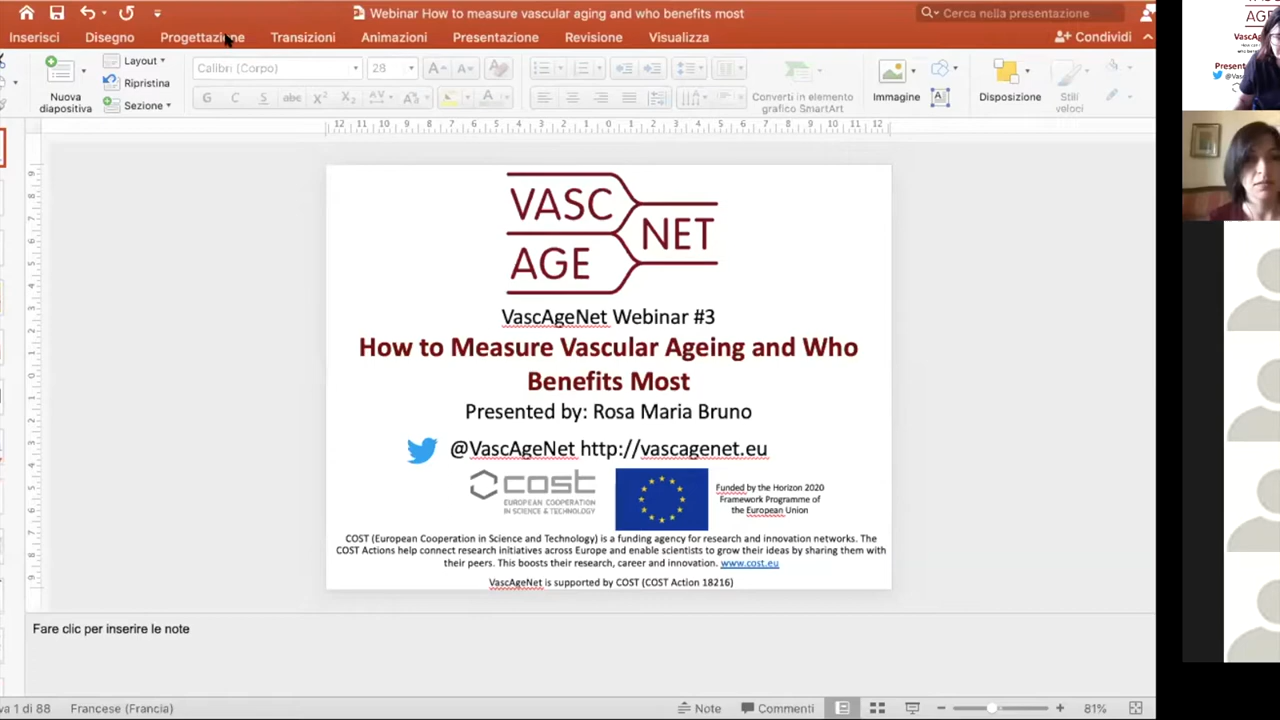 Webinar How to measure vascular aging and who benefits most
Cerca nella presentazione
Inserisci
Disegno
Progettazione
Transizioni
Animazioni
Presentazione
Revisione
Visualizza
Condividi
Nuova diapositiva
Layout
Ripristina
Sezione
Calibri (Corpo)
28
Converti in elemento
grafico SmartArt
Immagine
Disposizione
Stili
veloci
VASC
AGE
NET
VascAgeNet Webinar #3
How to Measure Vascular Ageing and Who
Benefits Most
Presented by: Rosa Maria Bruno
@VascAgeNet http://vascagenet.eu
cost
EUROPEAN COOPERATION
IN SCIENCE & TECHNOLOGY
Funded by the Horizon 2020
Framework Programme of
the European Union
COST (European Cooperation in Science and Technology) is a funding agency for research and innovation networks. The
COST Actions help connect research initiatives across Europe and enable scientists to grow their ideas by sharing them with
their peers. This boosts their research, career and innovation. www.cost.eu
VascAgeNet is supported by COST (COST Action 18216)
Fare clic per inserire le note
1 di 88
Francese (Francia)
Note
Commenti
81%